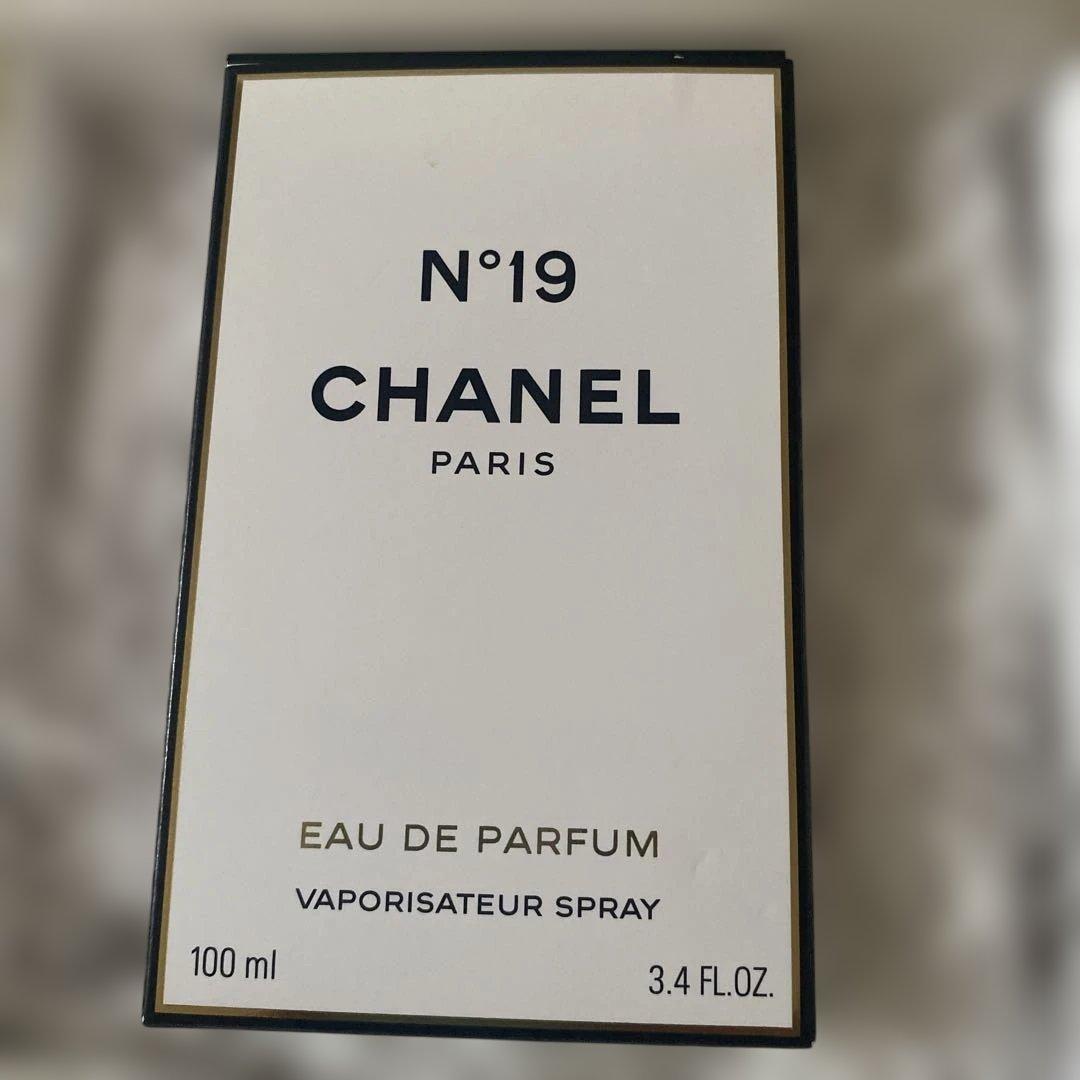 N°19
CHANEL
PARIS
EAU DE PARFUM
VAPORISATEUR SPRAY
100 ml
3.4 FL.OZ.